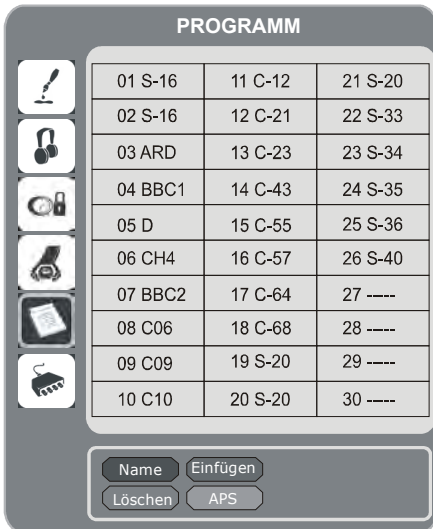 PROGRAMM
01 S-16 11 C-12 21 S-20
02 S-16 12 C-21 22 S-33
03 ARD 13 C-23 23 S-34
04 BBC1 14 C-43 24 S-35
05 D 15 C-55 25 S-36
06 CH4 16 C-57 26 S-40
07 BBC2 17 C-64 27 -----
08 C06 18 C-68 28 -----
09 C09 19 S-20 29 -----
10 C10 20 S-20 30 -----
Name Einfügen
Löschen APS